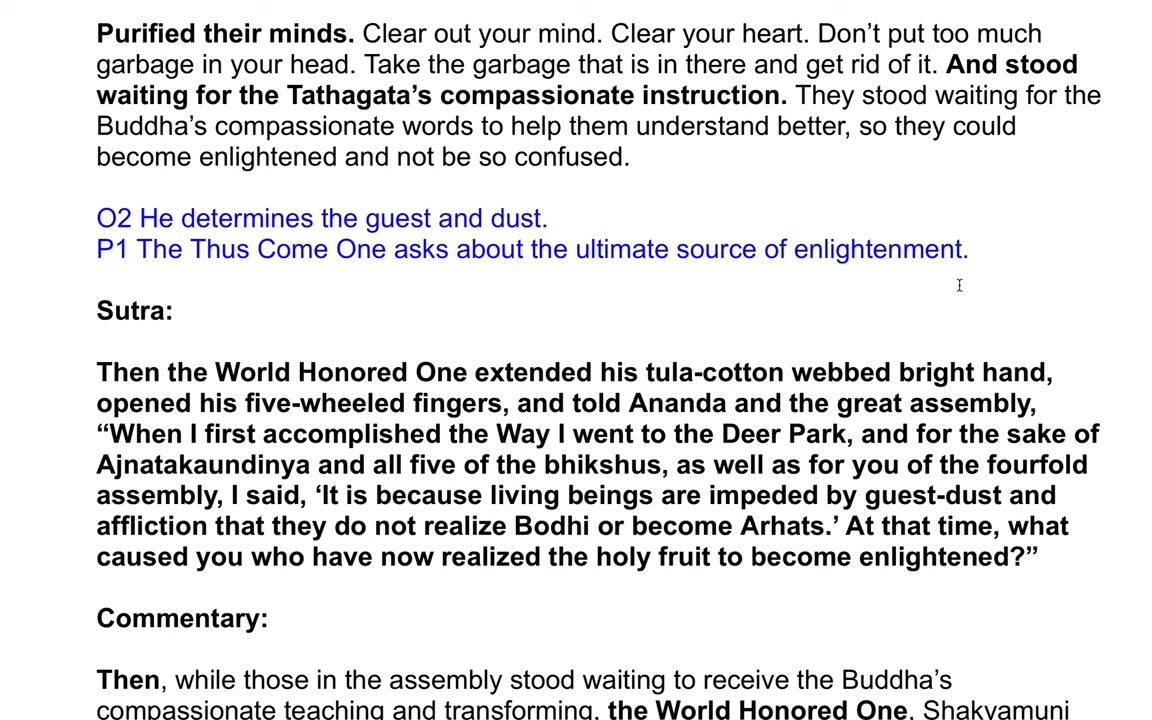 Purified their minds. Clear out your mind. Clear your heart. Don’t put too much
garbage in your head. Take the garbage that is in there and get rid of it. And stood
waiting for the Tathagata’s compassionate instruction. They stood waiting for the
Buddha’s compassionate words to help them understand better, so they could
become enlightened and not be so confused.
O2 He determines the guest and dust.
P1 The Thus Come One asks about the ultimate source of enlightenment.
Sutra:
Then the World Honored One extended his tula-cotton webbed bright hand,
opened his five-wheeled fingers, and told Ananda and the great assembly,
“When I first accomplished the Way I went to the Deer Park, and for the sake of
Ajnatakaundinya and all five of the bhikshus, as well as for you of the fourfold
assembly, I said, ‘It is because living beings are impeded by guest-dust and
affliction that they do not realize Bodhi or become Arhats.’ At that time, what
caused you who have now realized the holy fruit to become enlightened?”
Commentary:
Then, while those in the assembly stood waiting to receive the Buddha’s
compassionate teaching and transforming, the World Honored One, Shakyamuni